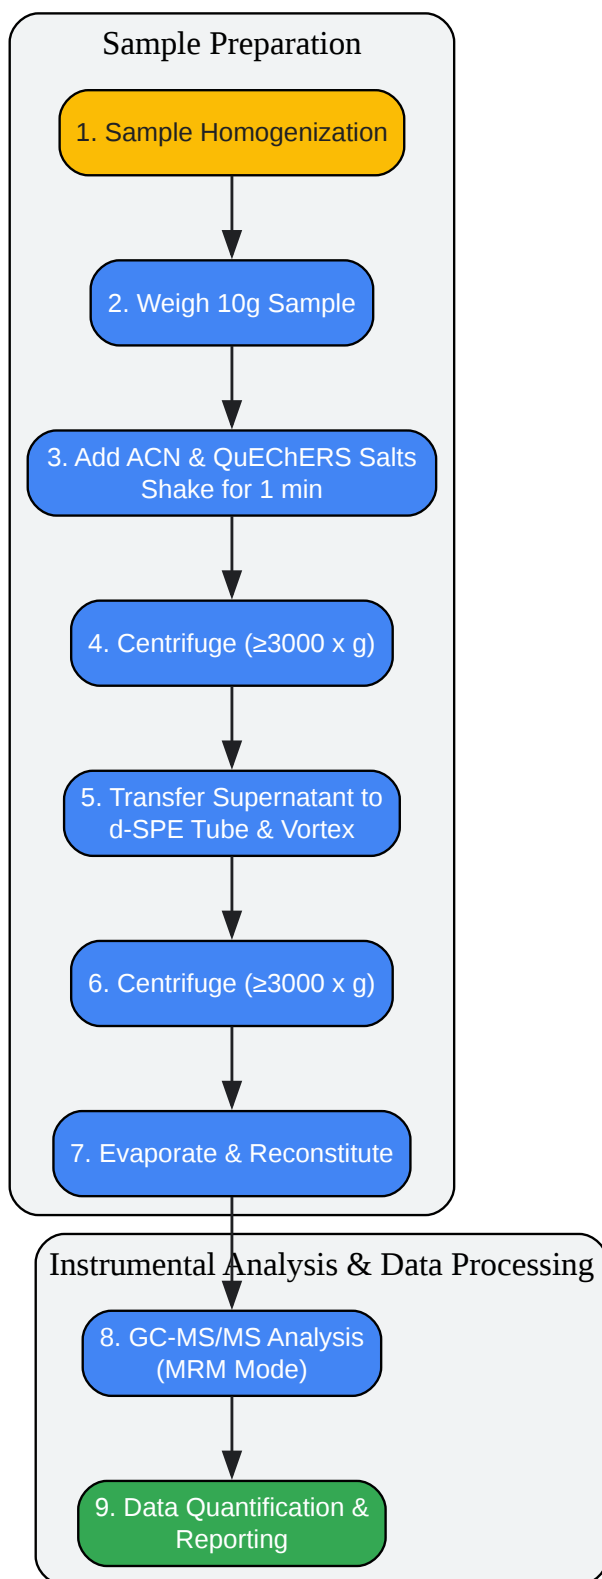 Sample Preparation
1. Sample Homogenization
2. Weigh 10g Sample
3. Add ACN & QuEChERS Salts
Shake for 1 min
4. Centrifuge (≥3000 x g)
5. Transfer Supernatant to
d-SPE Tube & Vortex
6. Centrifuge (≥3000 x g)
7. Evaporate & Reconstitute
Instrumental Analysis & Data Processing
8. GC-MS/MS Analysis
(MRM Mode)
9. Data Quantification &
Reporting